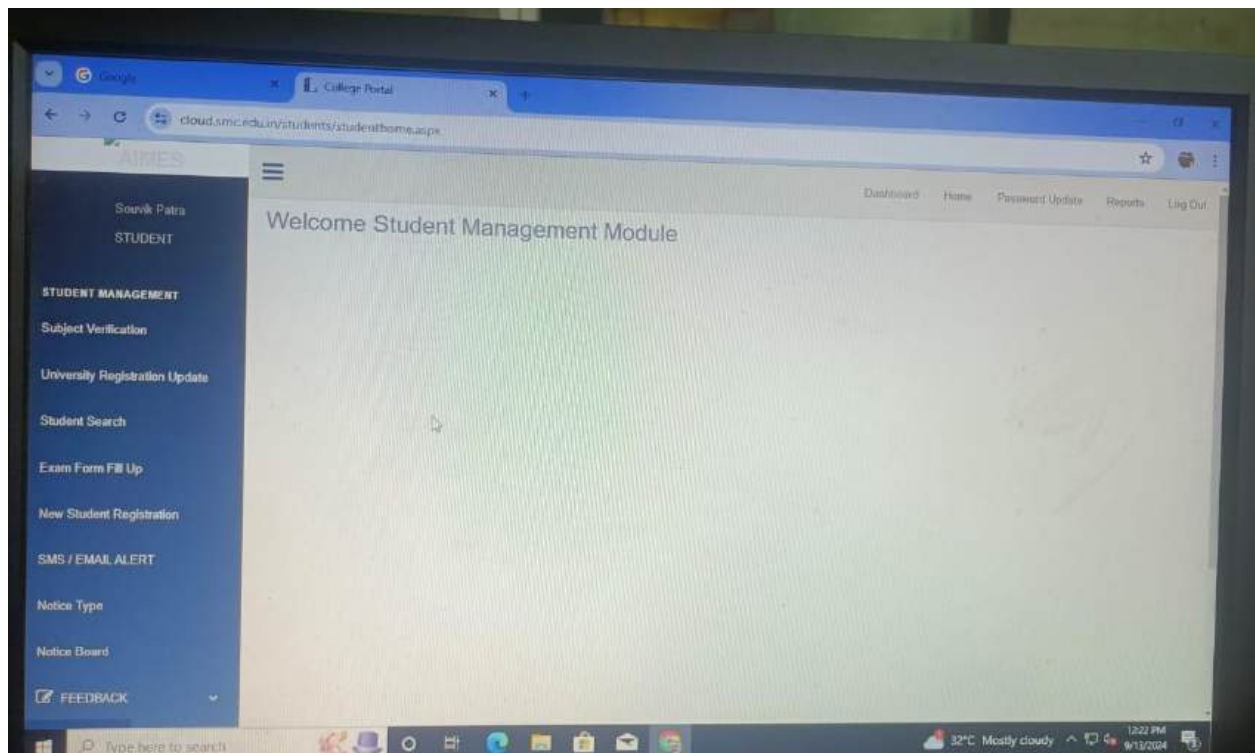 Google
College Portal
cloud.smc.edu.in/students/studenthome.aspx
AIMES
Dashboard Home Password Update Reports Log Out
Souvik Patra
STUDENT
Welcome Student Management Module
STUDENT MANAGEMENT
Subject Verification
University Registration Update
Student Search
Exam Form Fill Up
New Student Registration
SMS / EMAIL ALERT
Notice Type
Notice Board
FEEDBACK
Type here to search
32°C Mostly cloudy
12:22 PM
9/13/2024